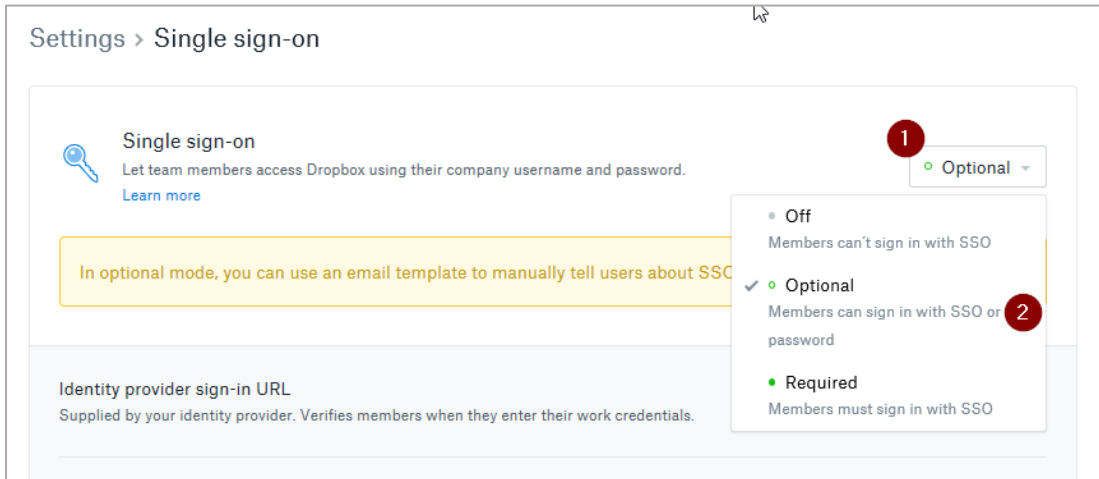 Settings > Single sign-on
Single sign-on
Let team members access Dropbox using their company username and password.
Learn more
1
Optional
Off
Members can't sign in with SSO
In optional mode, you can use an email template to manually tell users about SSO
Optional
Members can sign in with SSO or
password
2
Required
Members must sign in with SSO
Identity provider sign-in URL
Supplied by your identity provider. Verifies members when they enter their work credentials.